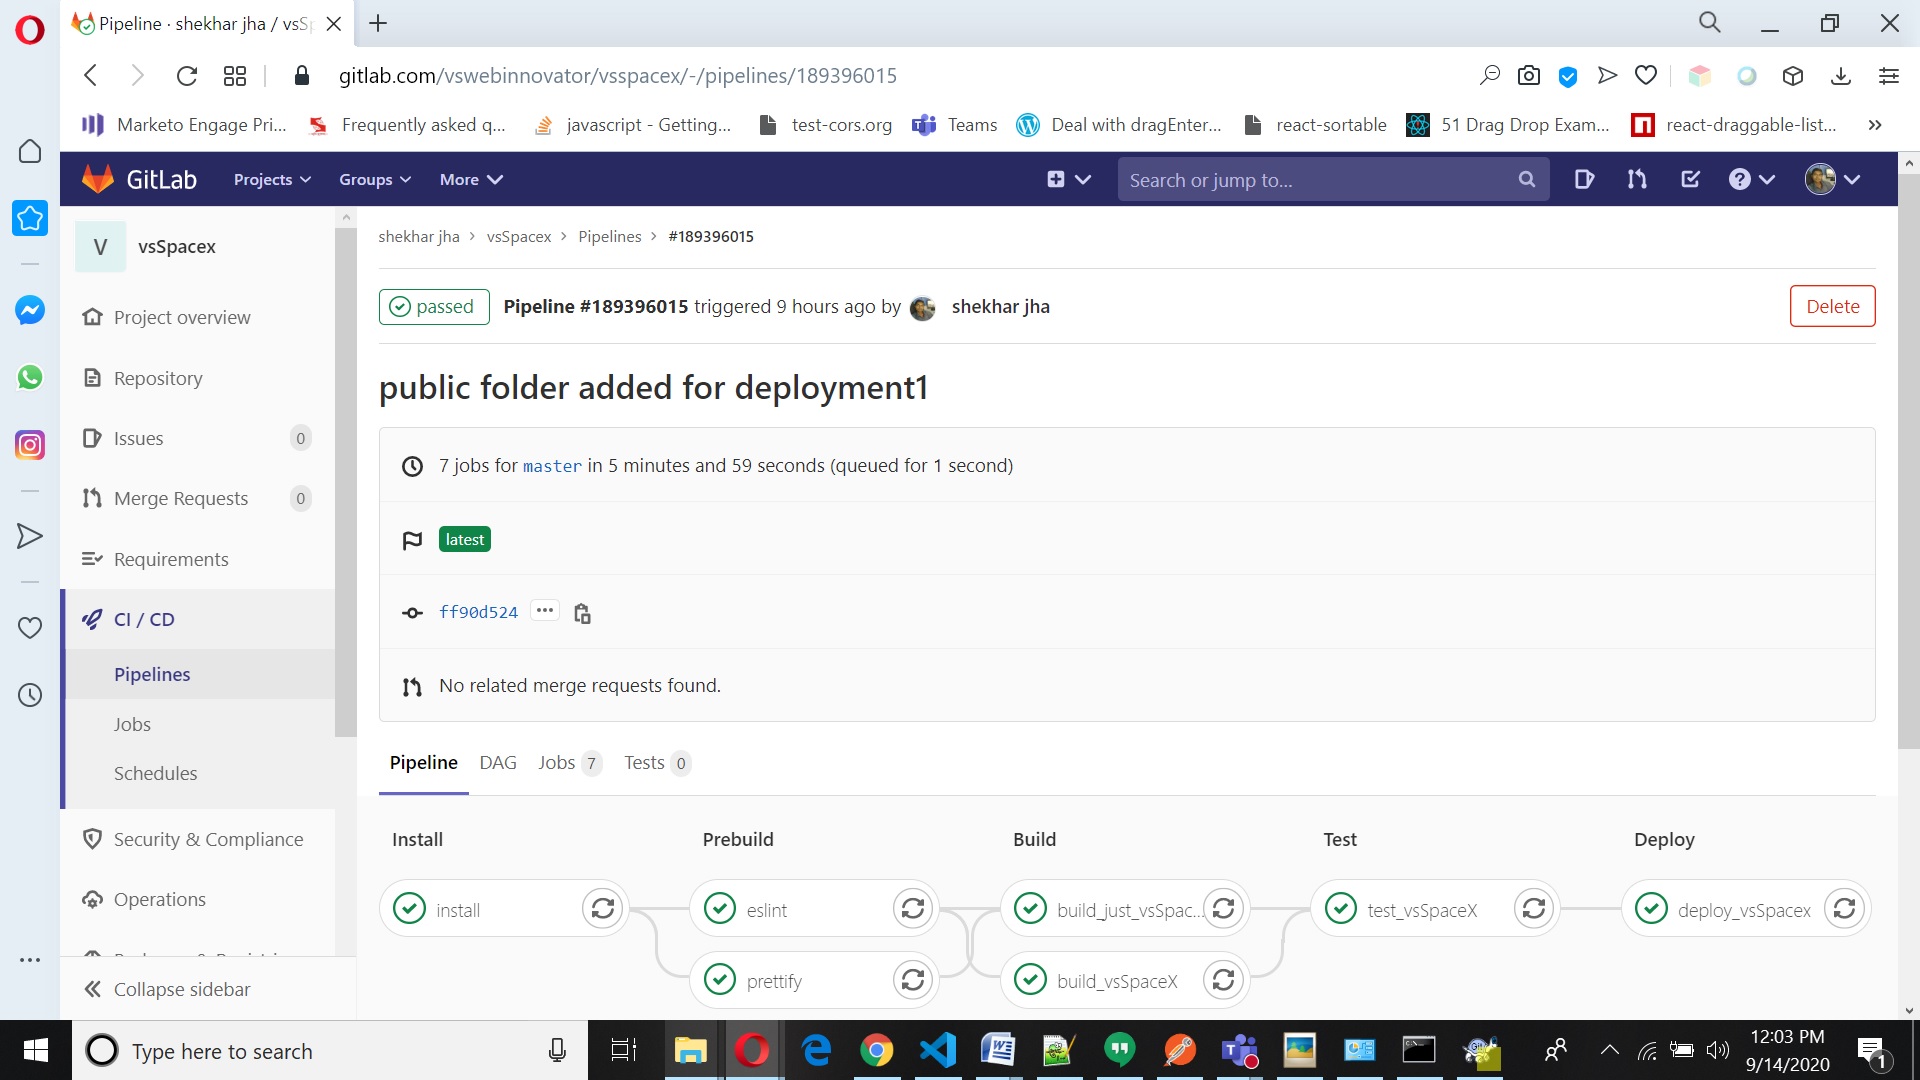 Pipeline · shekhar jha / vsSp
gitlab.com/vswebinnovator/vsspacex/-/pipelines/189396015
Marketo Engage Pri... Frequently asked q... javascript - Getting... test-cors.org Teams Deal with dragEnter... react-sortable 51 Drag Drop Exam... react-draggable-list... »
GitLab Projects Groups More Search or jump to...
V vsSpacex
Project overview
Repository
Issues 0
Merge Requests 0
Requirements
CI / CD
Pipelines
Jobs
Schedules
Security & Compliance
Operations
Collapse sidebar
shekhar jha > vsSpacex > Pipelines > #189396015
passed Pipeline #189396015 triggered 9 hours ago by shekhar jha Delete
public folder added for deployment1
7 jobs for master in 5 minutes and 59 seconds (queued for 1 second)
latest
ff90d524 ...
No related merge requests found.
Pipeline DAG Jobs 7 Tests 0
Install Prebuild Build Test Deploy
install eslint build_just_vsSpac... test_vsSpaceX deploy_vsSpacex
prettify build_vsSpaceX
Type here to search
12:03 PM
9/14/2020
1